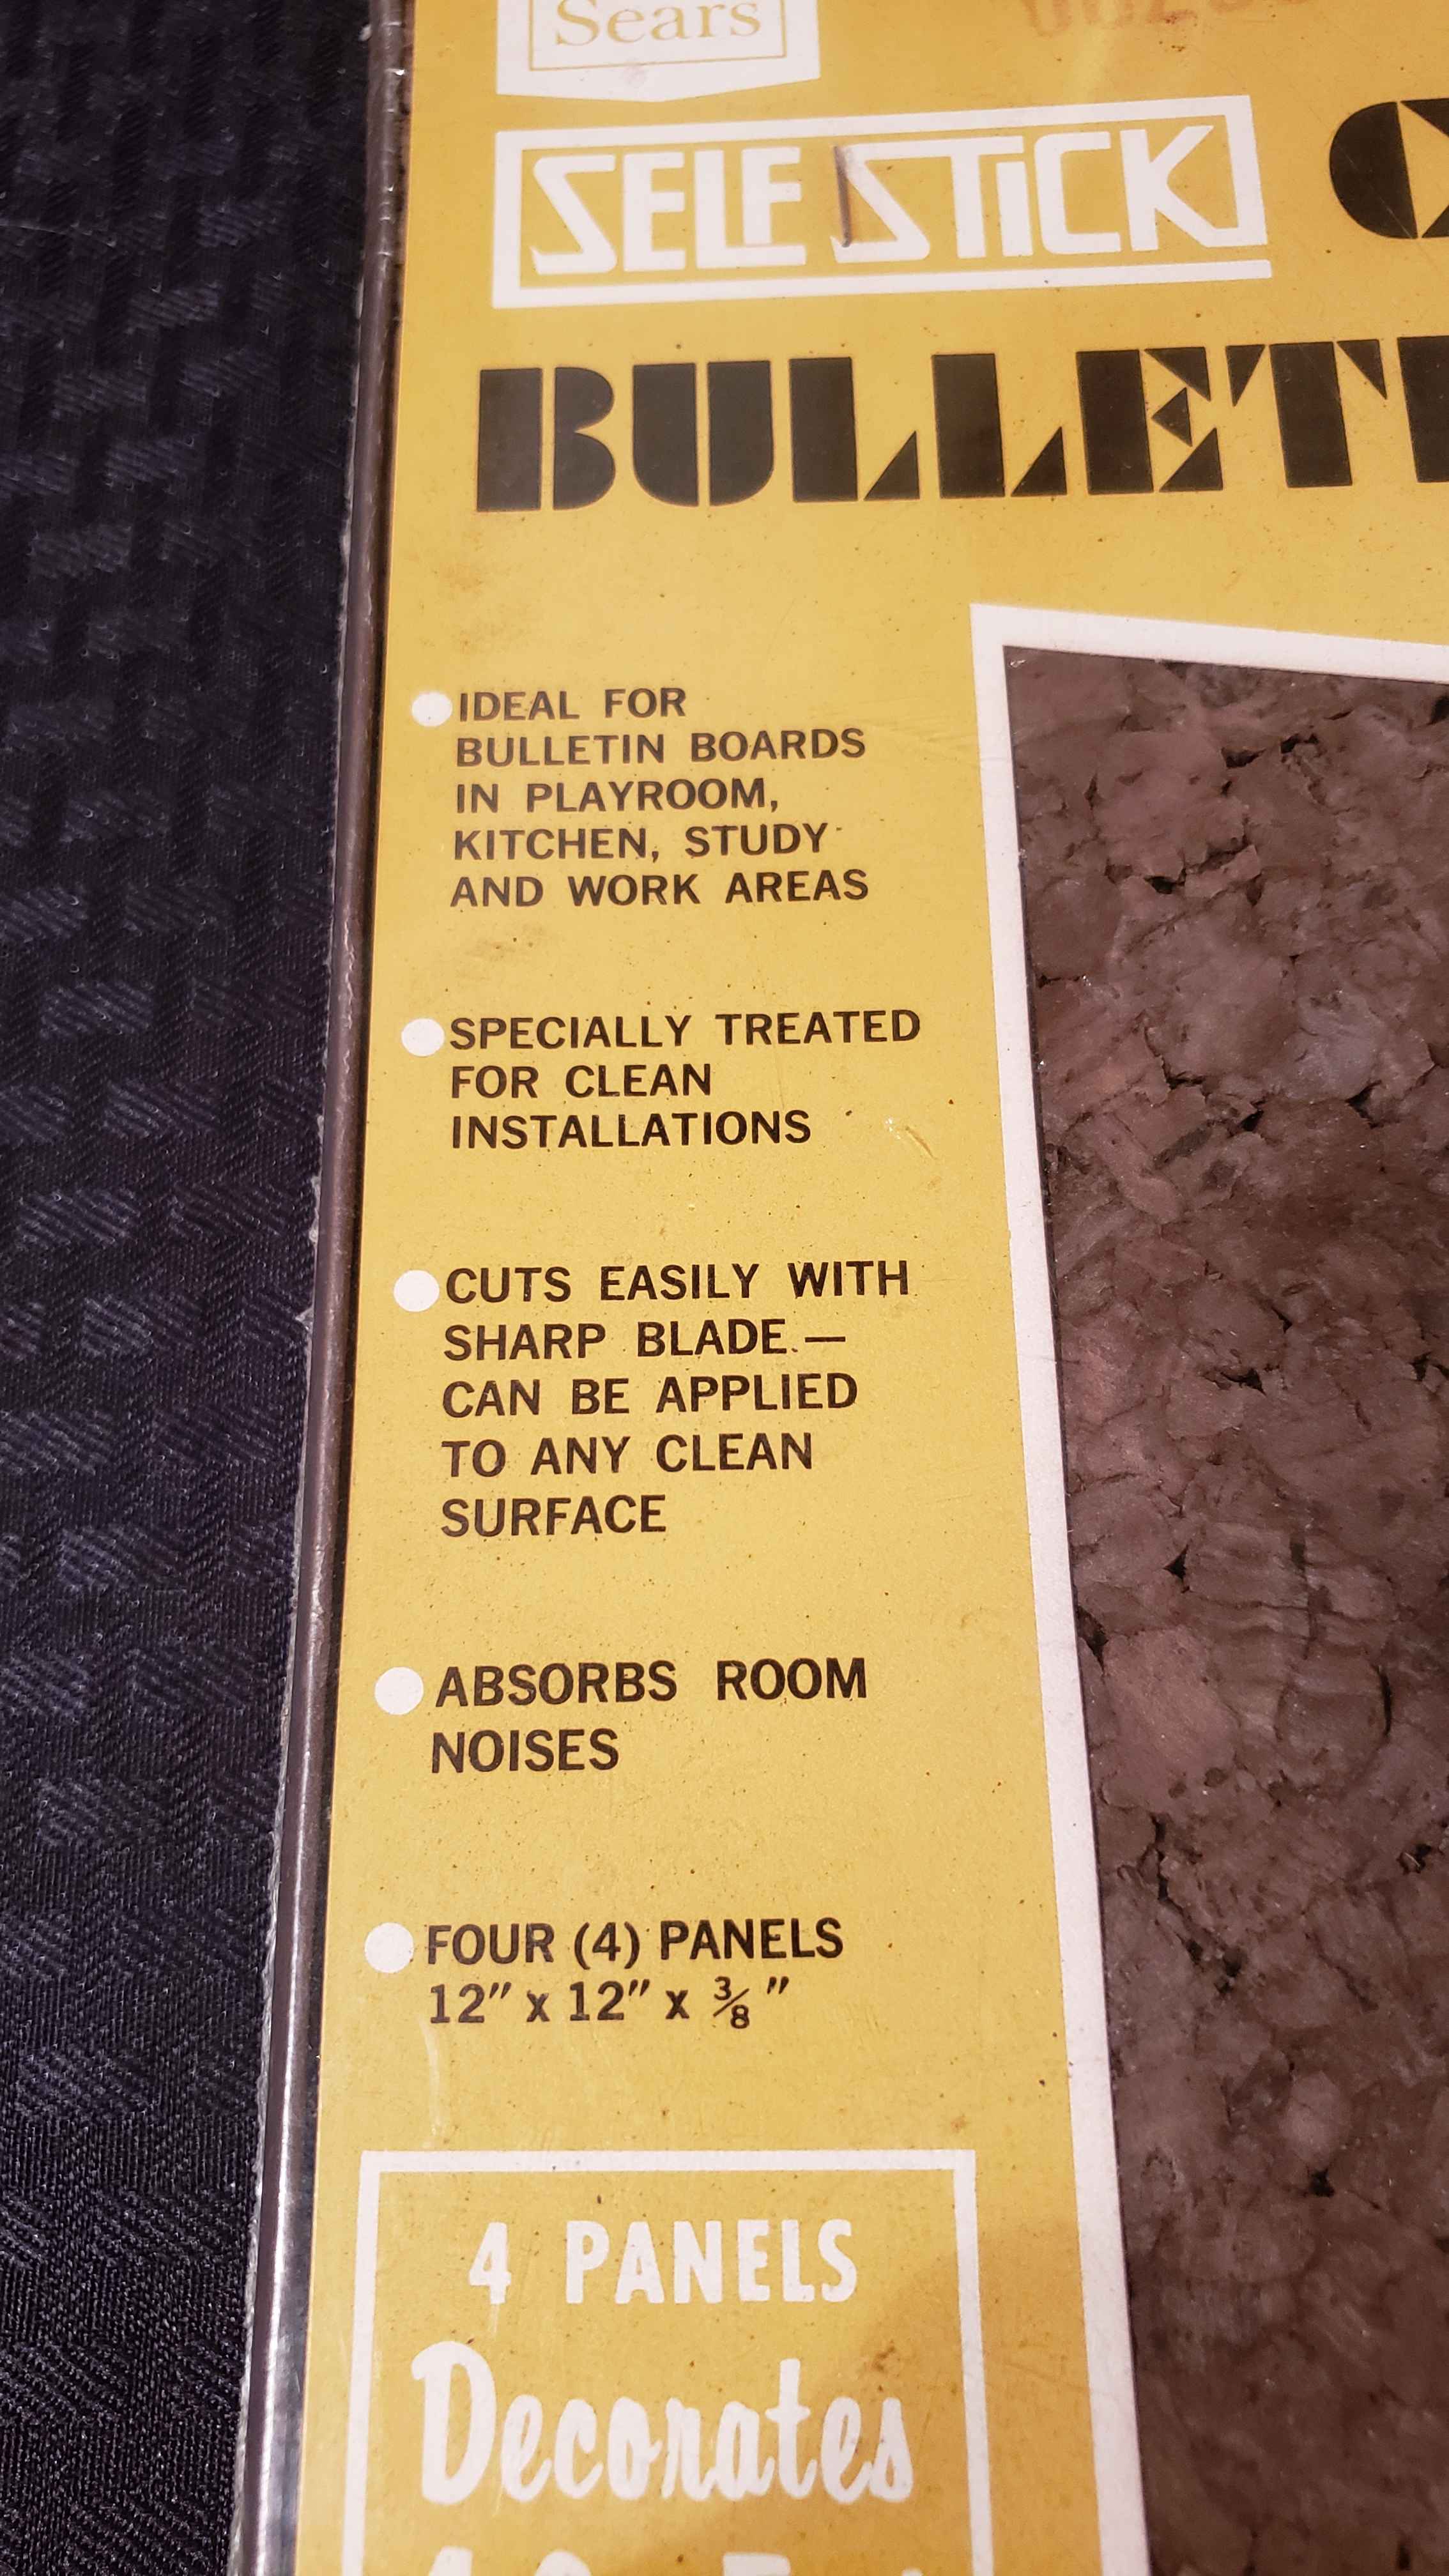 Sears
SELF STiCK
BULLETI
IDEAL FOR
BULLETIN BOARDS
IN PLAYROOM,
KITCHEN, STUDY
AND WORK AREAS
SPECIALLY TREATED
FOR CLEAN
INSTALLATIONS
CUTS EASILY WITH
SHARP BLADE —
CAN BE APPLIED
TO ANY CLEAN
SURFACE
ABSORBS ROOM
NOISES
FOUR (4) PANELS
12" x 12" x 3/8"
4 PANELS
Decorates